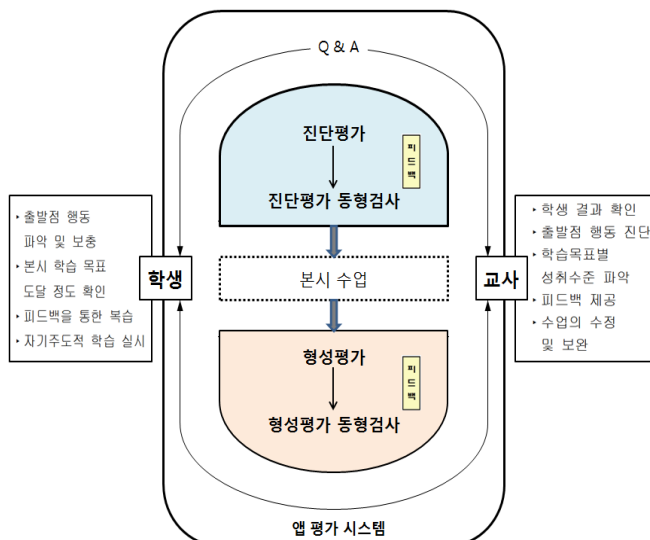 Q & A
진단평가
피드백
진단평가 동형검사
‣ 출발점 행동
파악 및 보충
‣ 본시 학습 목표
도달 정도 확인
‣ 피드백을 통한 복습
‣ 자기주도적 학습 실시
학생
본시 수업
교사
‣ 학생 결과 확인
‣ 출발점 행동 진단
‣ 학습목표별
성취수준 파악
‣ 피드백 제공
‣ 수업의 수정
및 보완
형성평가
피드백
형성평가 동형검사
앱 평가 시스템